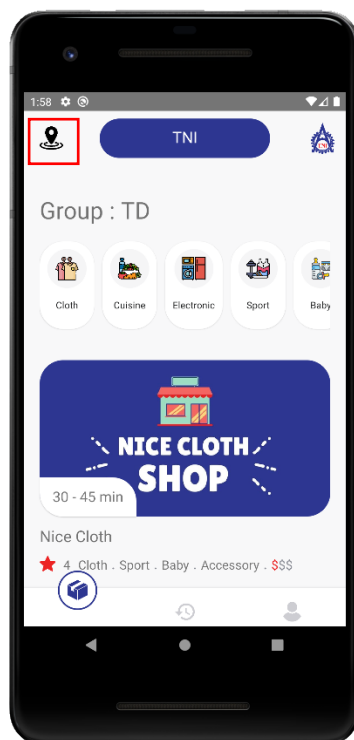 1:58
TNI
TNI
Group : TD
Cloth Cuisine Electronic Sport Baby
NICE CLOTH
SHOP
30 - 45 min
Nice Cloth
4 Cloth . Sport . Baby . Accessory . $$$